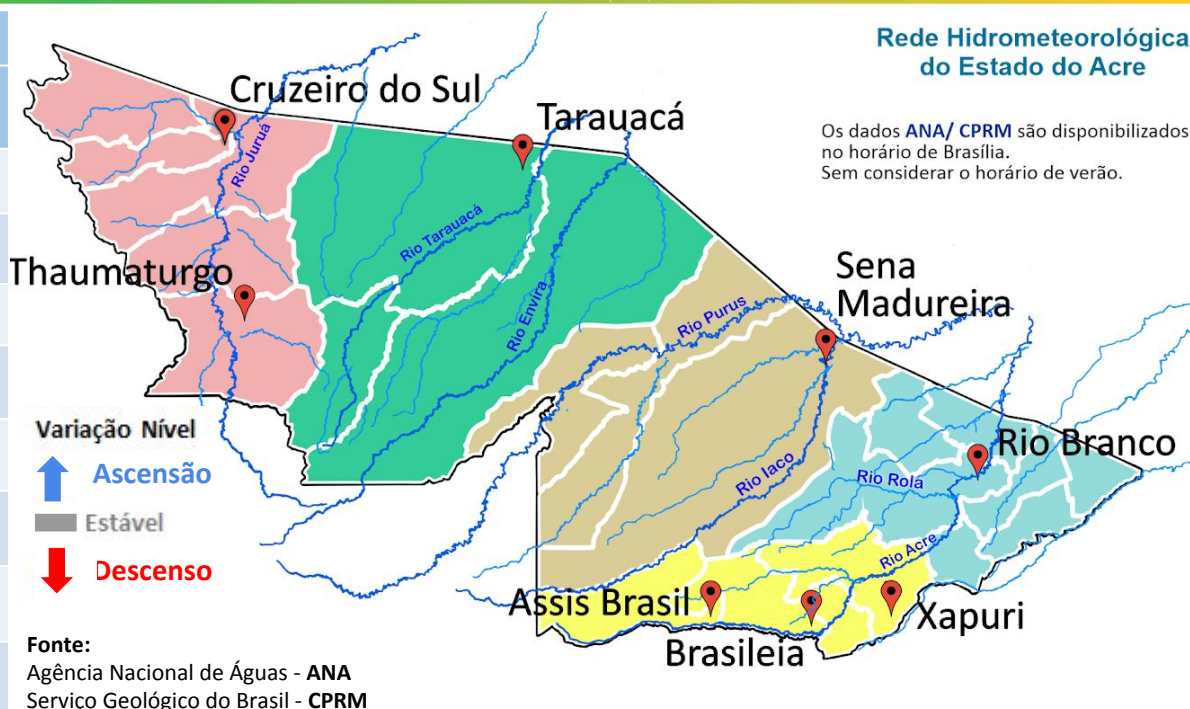 Rede Hidrometeorológica
do Estado do Acre
Os dados ANA/ CPRM são disponibilizados
no horário de Brasília.
Sem considerar o horário de verão.
Cruzeiro do Sul
Tarauacá
Rio Juruá
Rio Tarauacá
Thaumaturgo
Rio Envira
Sena
Madureira
Rio Purus
Variação Nível
Ascensão
Estável
Descenso
Rio Branco
Rio Iaco
Rio Rola
Rio Acre
Assis Brasil
Xapuri
Brasileia
Fonte:
Agência Nacional de Águas - ANA
Serviço Geológico do Brasil - CPRM